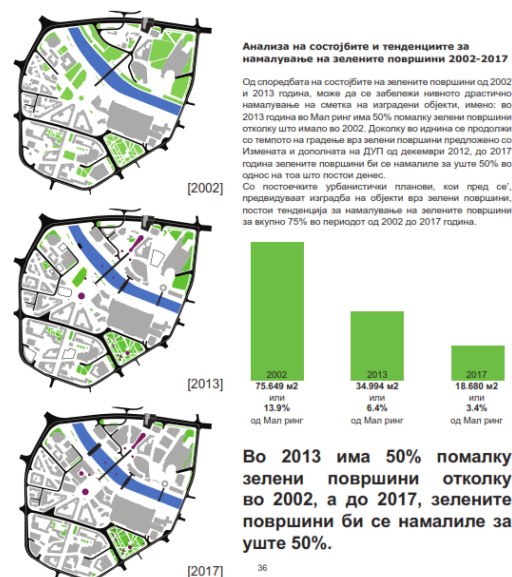 [2002]
[2013]
[2017]
Анализа на состојбите и тенденциите за
намалување на зелените површини 2002-2017
Од споредбата на состојбите на зелените површини од 2002
и 2013 година, може да се забележи нивното драстично
намалување на сметка на изградени објекти, имено: во
2013 година во Мал ринг има 50% помалку зелени површини
отколку што имало во 2002. Доколку во иднина се продолжи
со темпото на градење врз зелени површини предложено со
Измената и дополната на ДУП од декември 2012, до 2017
година зелените површини би се намалиле за уште 50% во
однос на тоа што постои денес.
Со постоечките урбанистички планови, кои пред се',
предвидуваат изградба на објекти врз зелени површини,
постои тенденција за намалување на зелените површини
за вкупно 75% во периодот од 2002 до 2017 година.
2002
75.649 м2
или
13.9%
од Мал ринг
2013
34.994 м2
или
6.4%
од Мал ринг
2017
18.680 м2
или
3.4%
од Мал ринг
Во 2013 има 50% помалку
зелени површини отколку
во 2002, а до 2017, зелените
површини би се намалиле за
уште 50%.
36